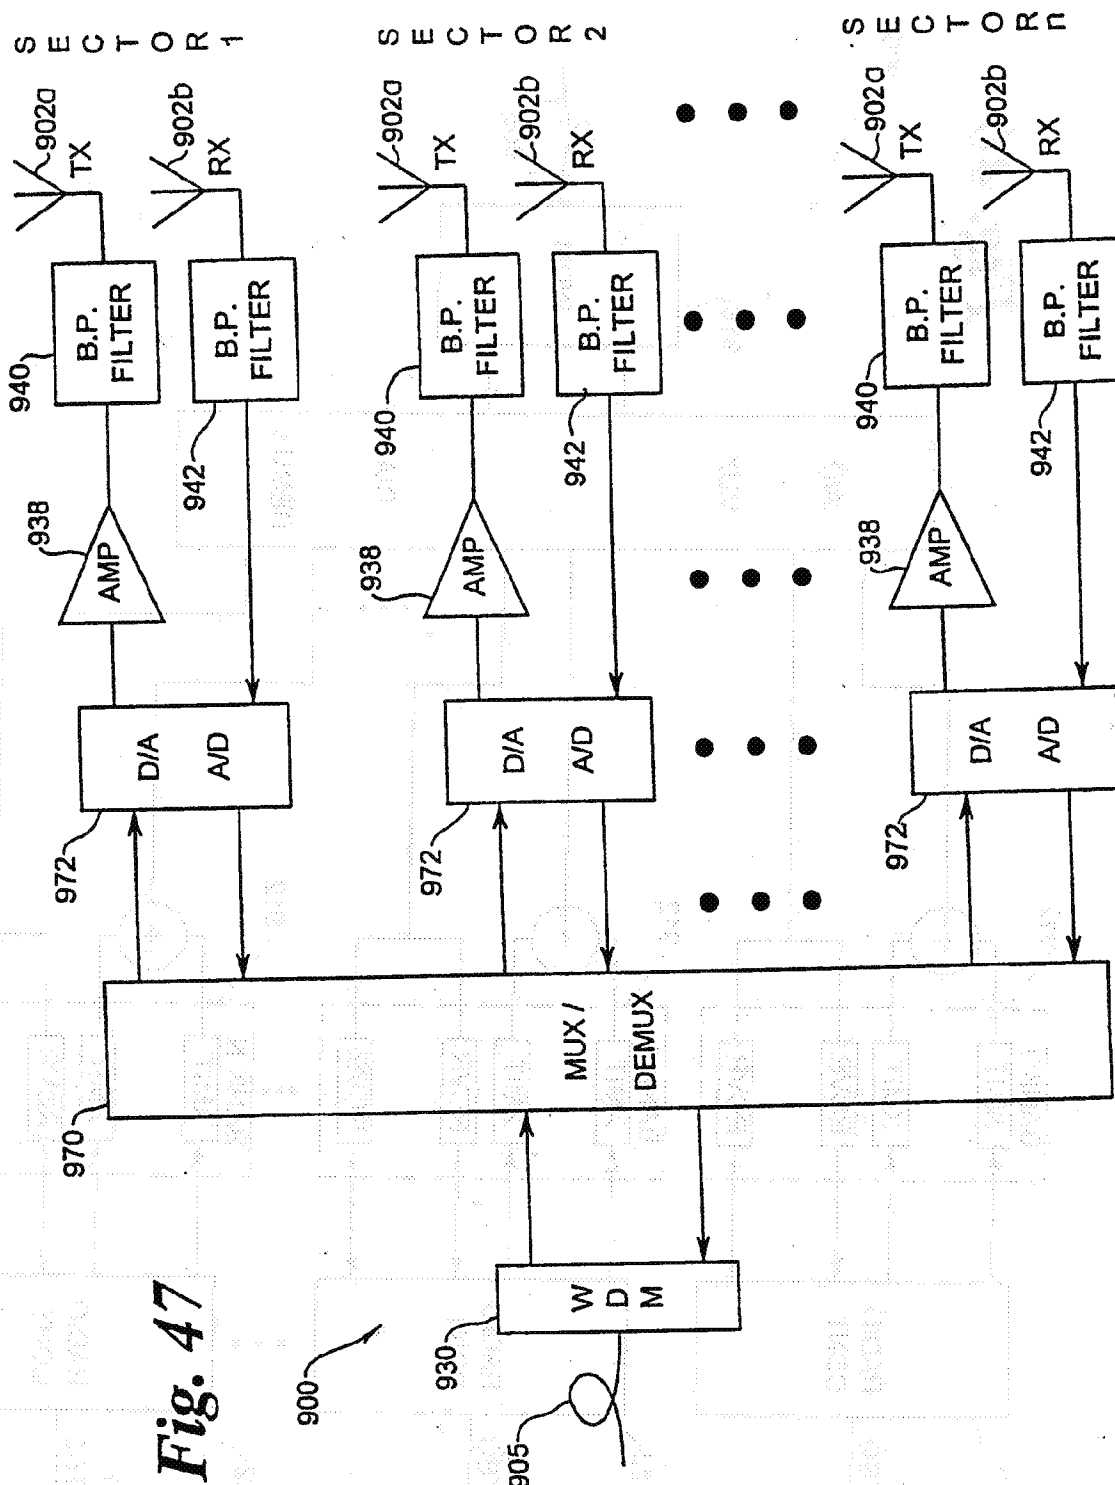 SECTOR 1
902a
TX
902b
RX
940
B.P.
FILTER
B.P.
FILTER
942
938
AMP
D/A
A/D
972
SECTOR 2
902a
TX
902b
RX
940
B.P.
FILTER
B.P.
FILTER
942
938
AMP
D/A
A/D
972
SECTOR n
902a
TX
902b
RX
940
B.P.
FILTER
B.P.
FILTER
942
938
AMP
D/A
A/D
972
970
MUX /
DEMUX
WDM
930
905
900
Fig. 47